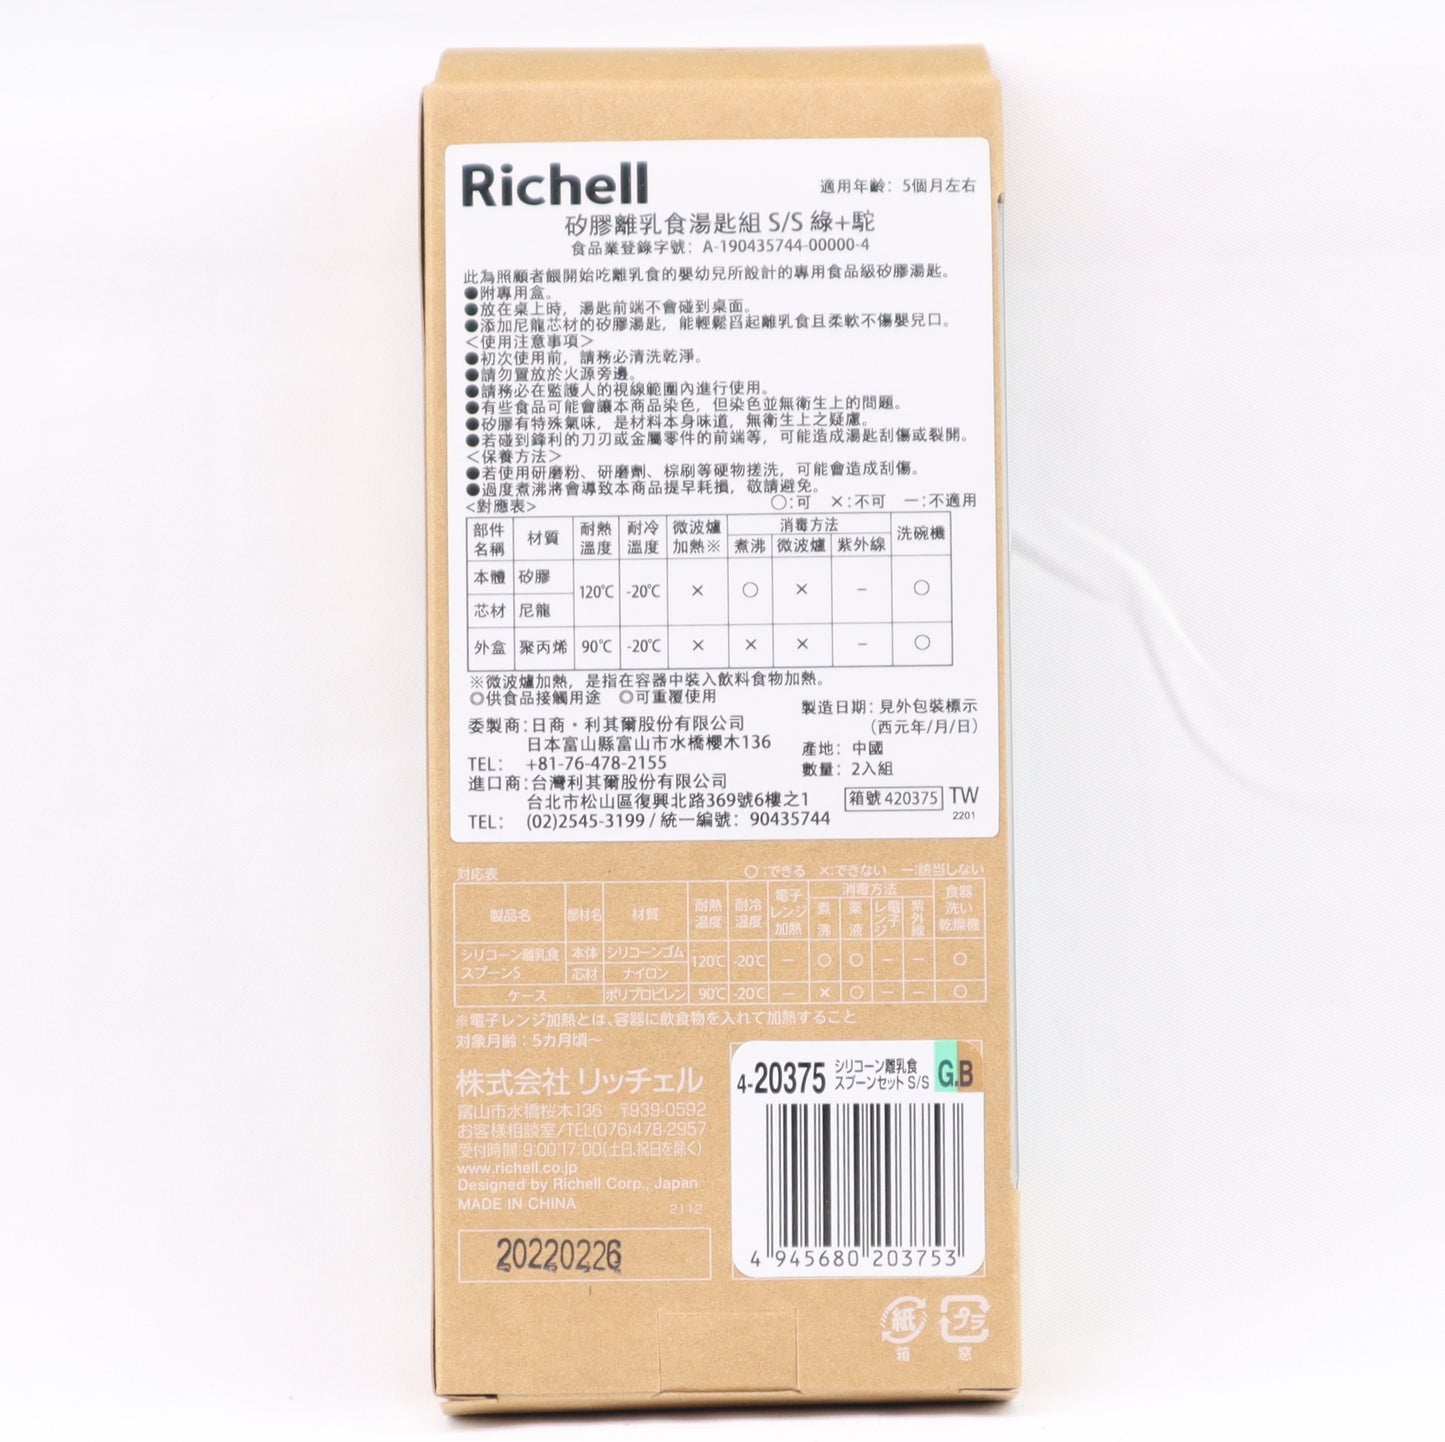 Richell
適用年齡：5個月左右
矽膠離乳食湯匙組 S/S 綠+駝
食品業登錄字號：A-190435744-00000-4
此為照顧者餵開始吃離乳食的嬰幼兒所設計的專用食品級矽膠湯匙。
●附專用盒。
●放在桌上時，湯匙前端不會碰到桌面。
●添加尼龍芯材的矽膠湯匙，能輕鬆舀起離乳食且柔軟不傷嬰兒口。
＜使用注意事項＞
●初次使用前，請務必清洗乾淨。
●請勿置放於火源旁邊。
●請務必在監護人的視線範圍內進行使用。
●有些食品可能會讓本商品染色，但染色並無衛生上的問題。
●矽膠有特殊氣味，是材料本身味道，無衛生上之疑慮。
●若碰到鋒利的刀刃或金屬零件的前端等，可能造成湯匙刮傷或裂開。
＜保養方法＞
●若使用研磨粉、研磨劑、棕刷等硬物搓洗，可能會造成刮傷。
●過度煮沸將會導致本商品提早耗損，敬請避免。
<對應表>
○:可 ×:不可 －:不適用
部件名稱 材質 耐熱溫度 耐冷溫度 微波爐加熱※ 消毒方法 洗碗機
煮沸 微波爐 紫外線
本體 矽膠 120℃ -20℃ × ○ × － ○
芯材 尼龍
外盒 聚丙烯 90℃ -20℃ × × × － ○
※微波爐加熱，是指在容器中裝入飲料食物加熱。
◎供食品接觸用途 ◎可重覆使用
委製商：日商・利其爾股份有限公司
日本富山縣富山市水橋櫻木136
TEL： +81-76-478-2155
進口商：台灣利其爾股份有限公司
台北市松山區復興北路369號6樓之1
TEL： (02)2545-3199 / 統一編號：90435744
製造日期：見外包裝標示
（西元年/月/日）
產地：中國
數量：2入組
箱號 420375 TW
2201
対応表
○:できる ×:できない －:該当しない
製品名 部材名 材質 耐熱温度 耐冷温度 電子レンジ加熱 消毒方法 食器洗い乾燥機
煮沸 薬液 電子レンジ 紫外線
シリコーン離乳食スプーンS 本体 シリコーンゴム 120℃ -20℃ － ○ ○ － － ○
芯材 ナイロン
ケース ポリプロピレン 90℃ -20℃ － × ○ － － ○
※電子レンジ加熱とは、容器に飲食物を入れて加熱すること
対象月齢：5カ月頃～
株式会社 リッチェル
富山市水橋桜木136 〒939-0592
お客様相談室/TEL(076)478-2957
受付時間:9:00~17:00(土日、祝日を除く)
www.richell.co.jp
Designed by Richell Corp., Japan
MADE IN CHINA
2112
20220226
4-20375 シリコーン離乳食
スプーンセット S/S
G.B
4 945680 203753
紙
箱
プラ
窓